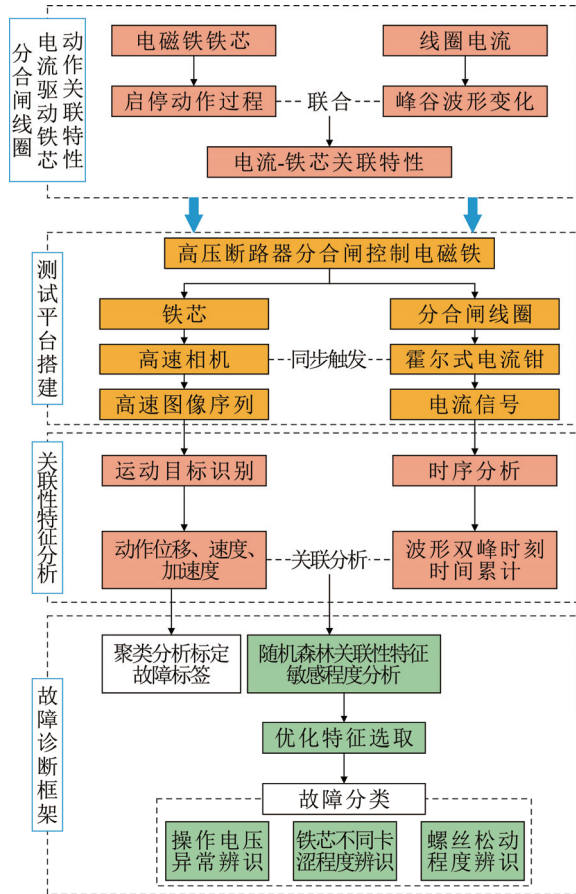 分合闸线圈
电流驱动铁芯
动作关联特性
电磁铁铁芯
线圈电流
启停动作过程
联合
峰谷波形变化
电流-铁芯关联特性
测试平台搭建
高压断路器分合闸控制电磁铁
铁芯
分合闸线圈
高速相机
同步触发
霍尔式电流钳
高速图像序列
电流信号
关联性特征分析
运动目标识别
时序分析
动作位移、速度、
加速度
关联分析
波形双峰时刻
时间累计
故障诊断框架
聚类分析标定
故障标签
随机森林关联性特征
敏感程度分析
优化特征选取
故障分类
操作电压
异常辨识
铁芯不同卡
涩程度辨识
螺丝松动
程度辨识